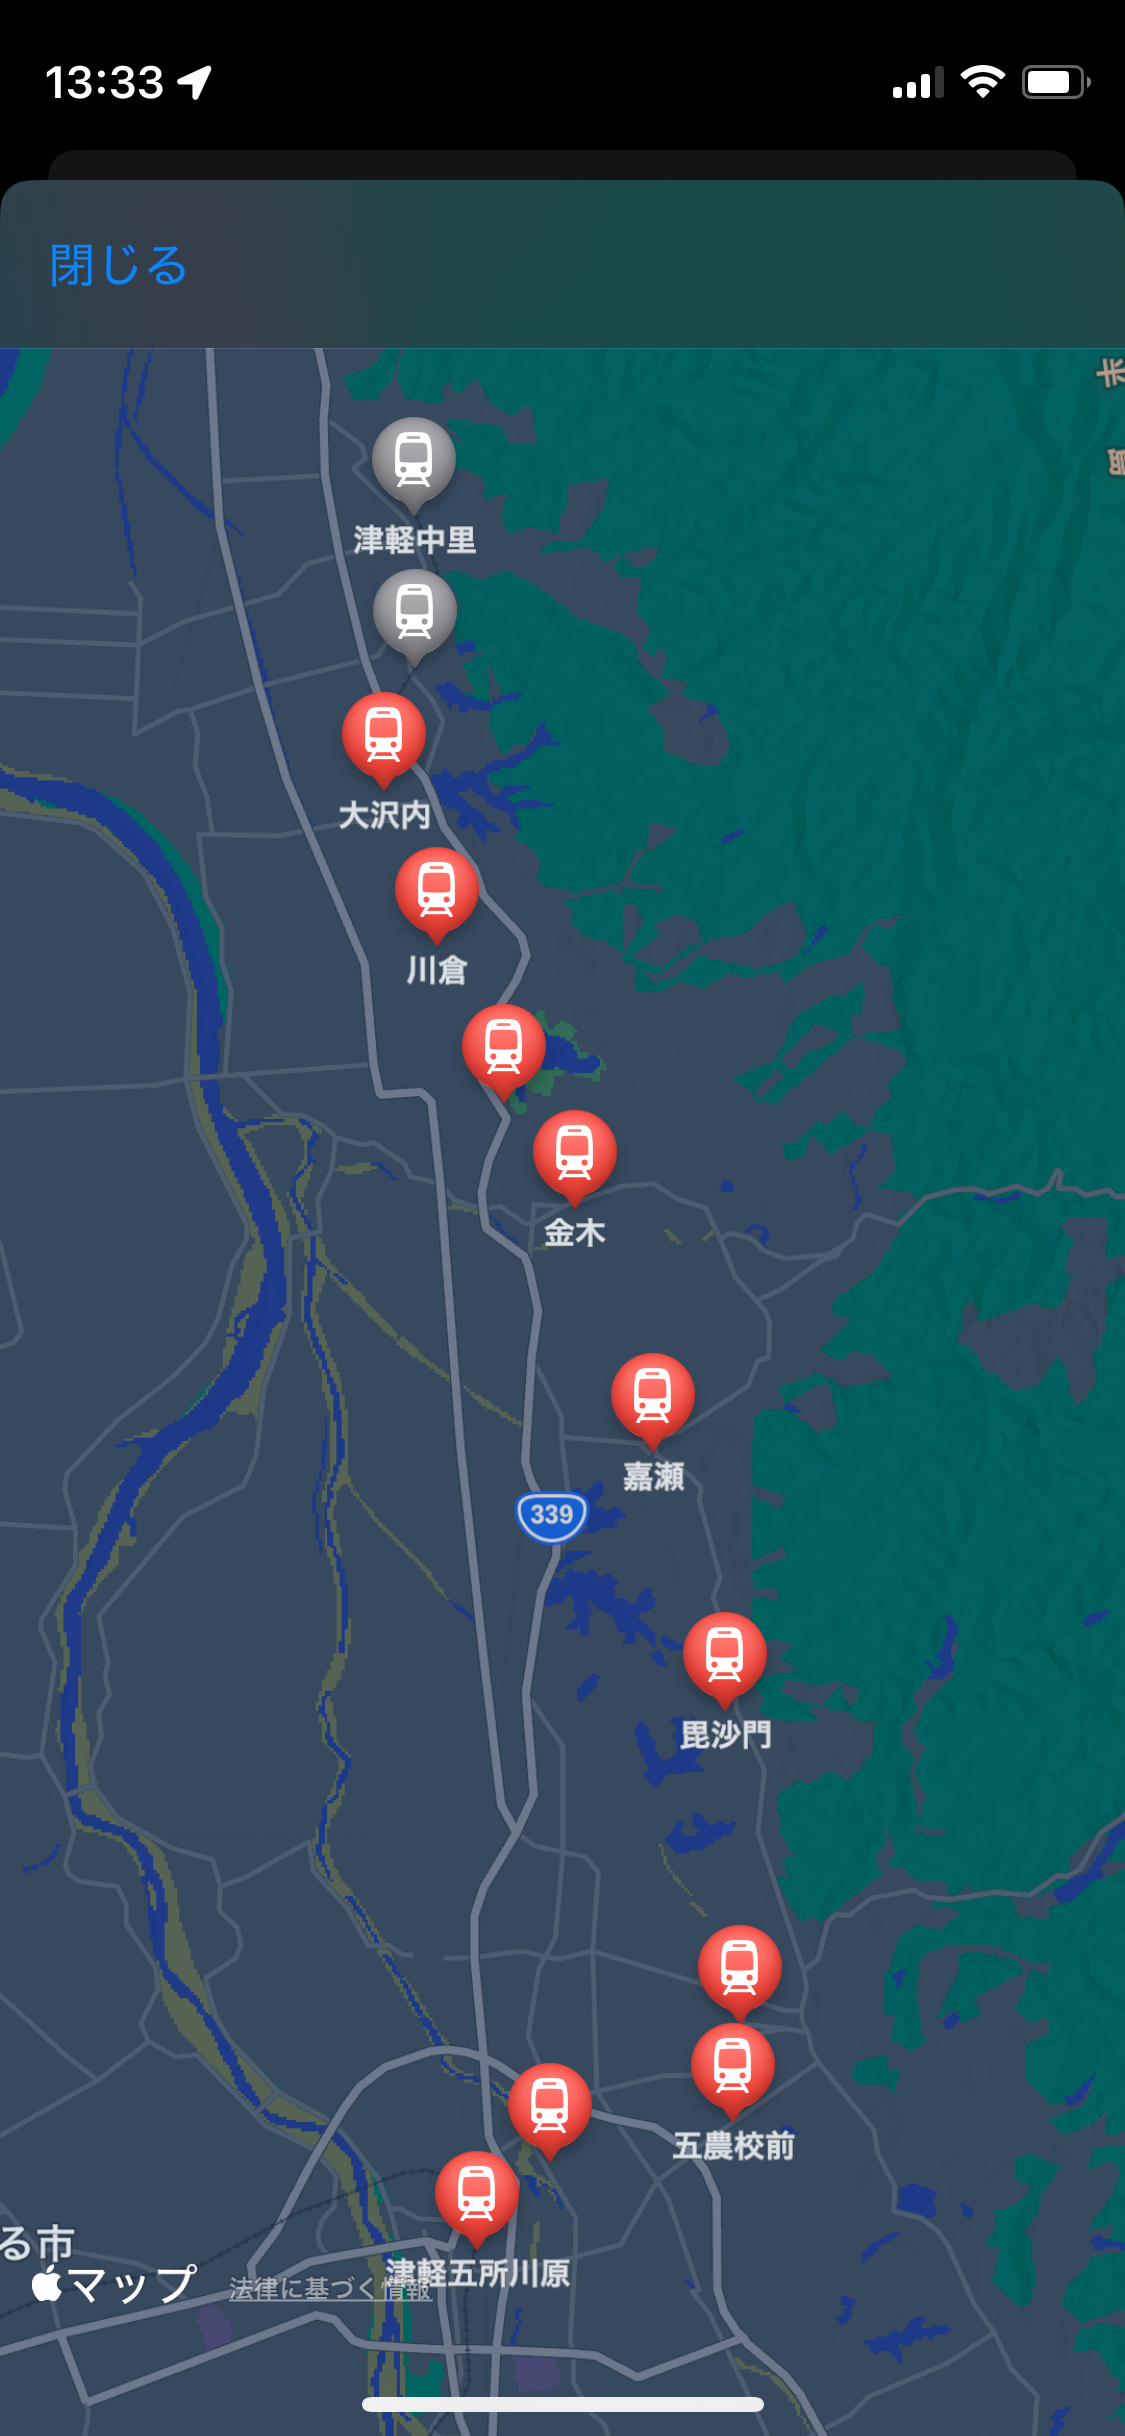 13:33
閉じる
津軽中里
大沢内
川倉
金木
嘉瀬
339
毘沙門
五農校前
る市
津軽五所川原
マップ
法律に基づく情報